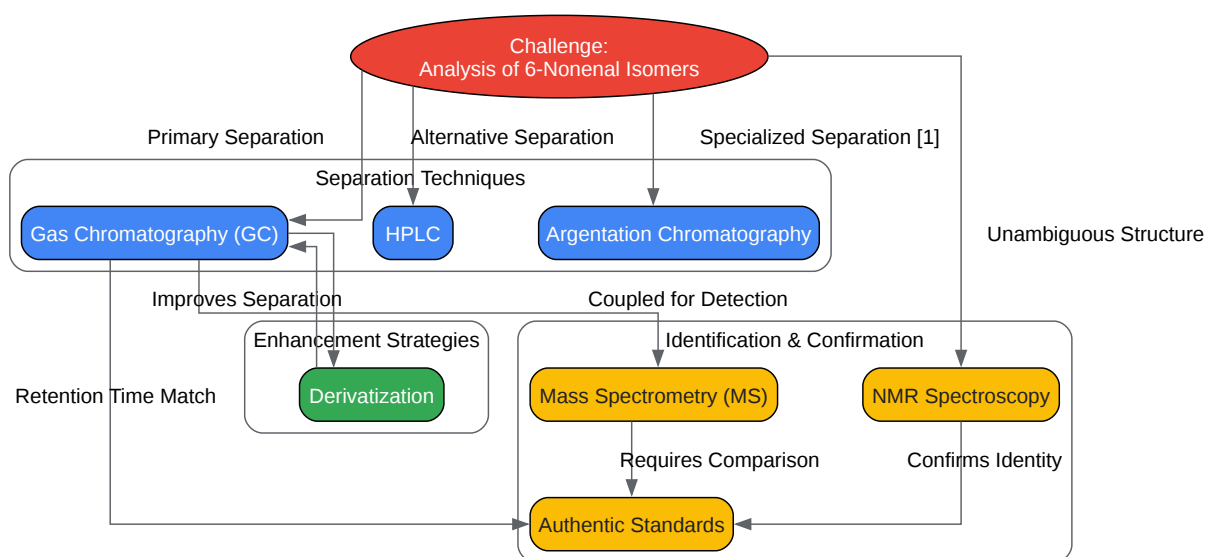 Challenge:
Analysis of 6-Nonenal Isomers
Primary Separation
Alternative Separation
Specialized Separation [1]
Separation Techniques
Gas Chromatography (GC)
HPLC
Argentation Chromatography
Unambiguous Structure
Improves Separation
Coupled for Detection
Enhancement Strategies
Identification & Confirmation
Retention Time Match
Derivatization
Mass Spectrometry (MS)
NMR Spectroscopy
Requires Comparison
Confirms Identity
Authentic Standards